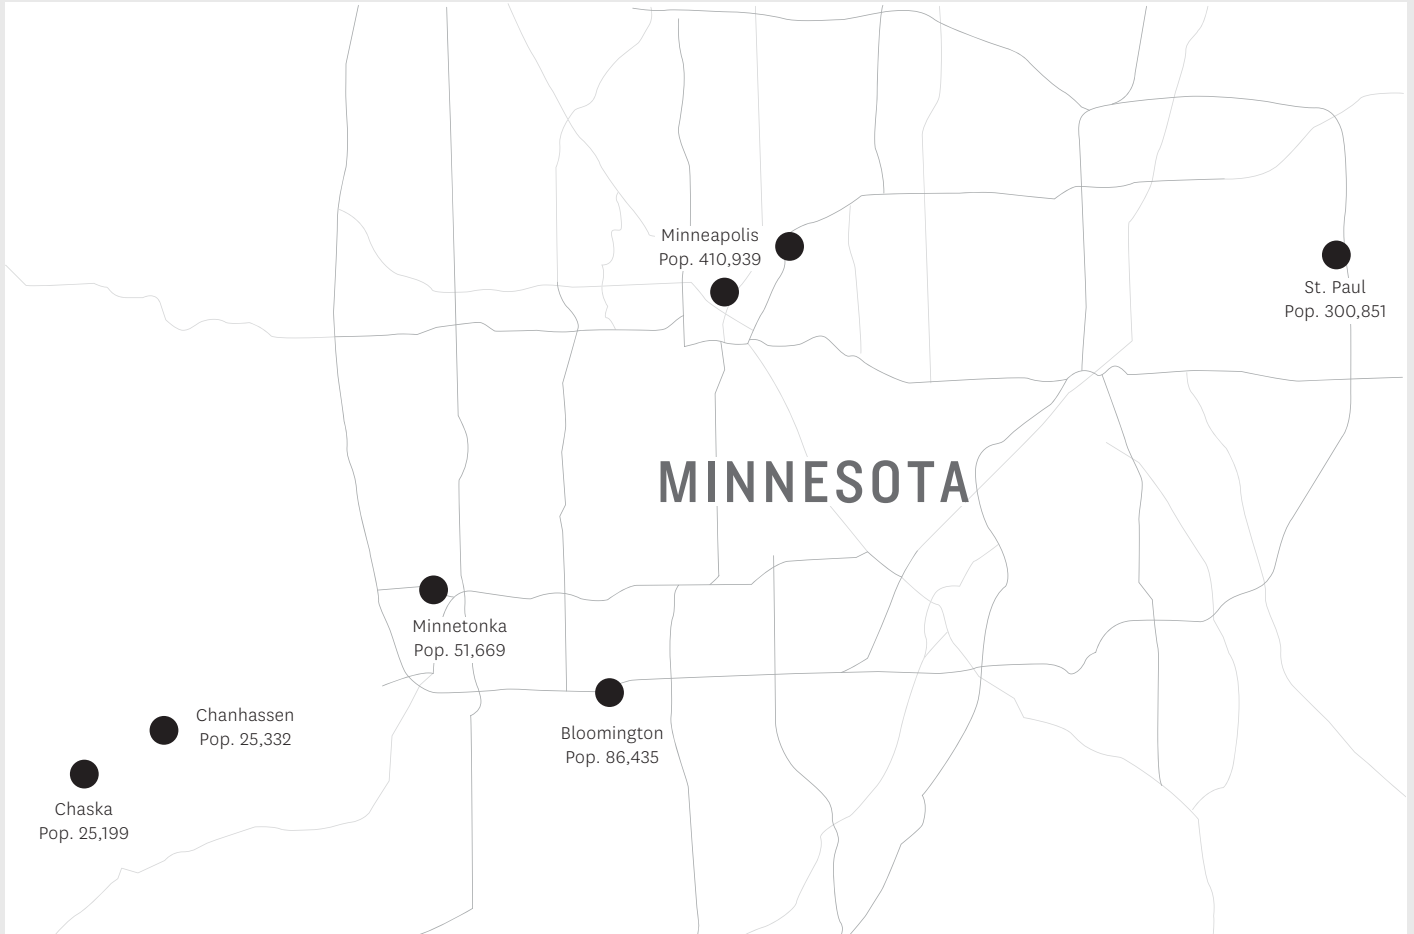 Minneapolis
Pop. 410,939
St. Paul
Pop. 300,851
MINNESOTA
Minnetonka
Pop. 51,669
Chanhassen
Pop. 25,332
Bloomington
Pop. 86,435
Chaska
Pop. 25,199